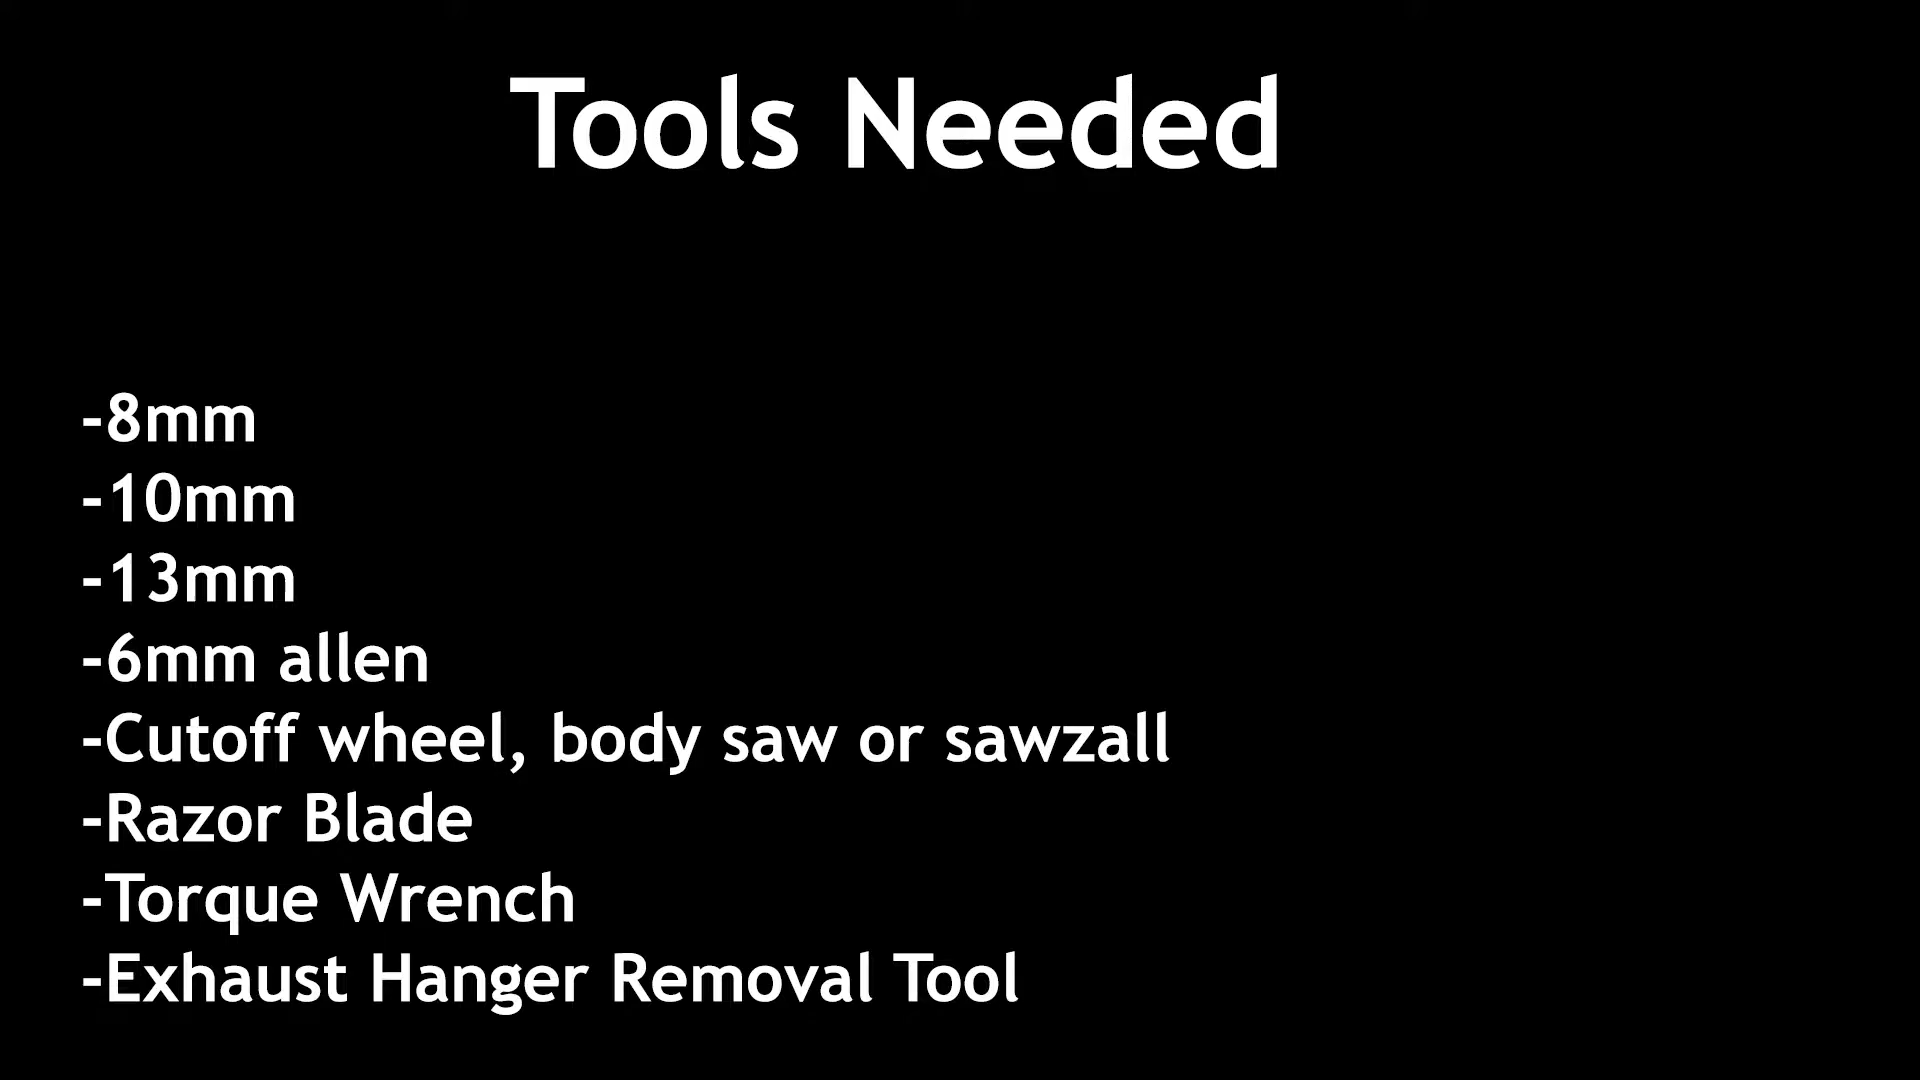 Tools Needed
-8mm
-10mm
-13mm
-6mm allen
-Cutoff wheel, body saw or sawzall
-Razor Blade
-Torque Wrench
-Exhaust Hanger Removal Tool